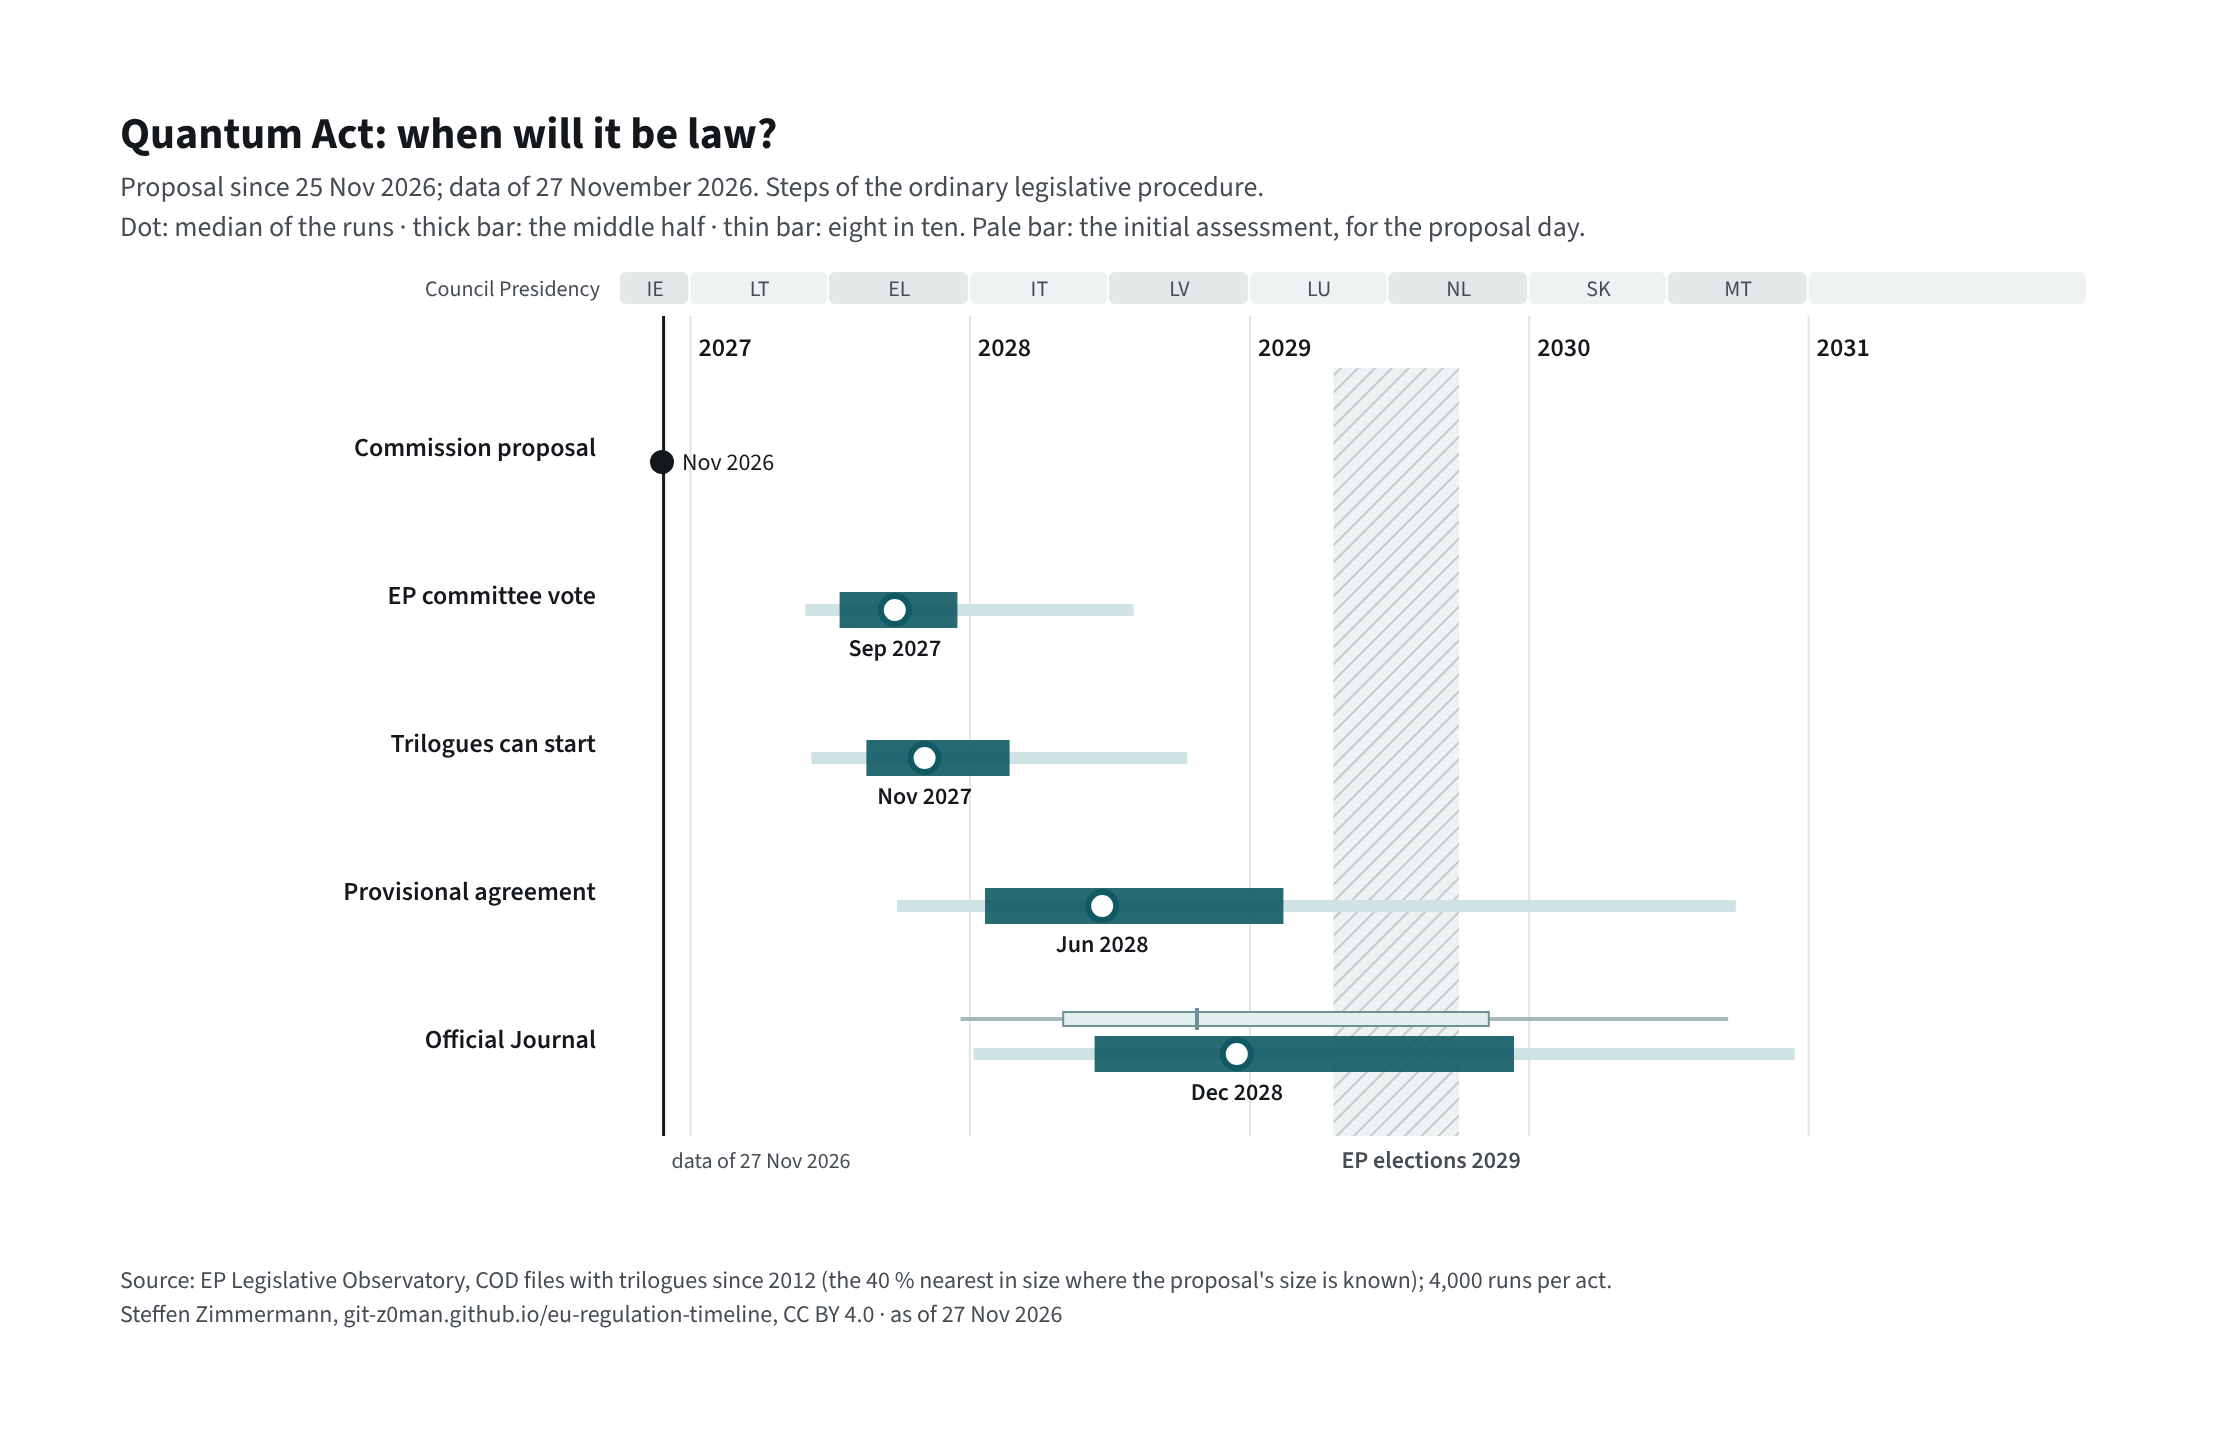 Quantum Act: when will it be law?
Proposal since 25 Nov 2026; data of 27 November 2026. Steps of the ordinary legislative procedure.
Dot: median of the runs · thick bar: the middle half · thin bar: eight in ten. Pale bar: the initial assessment, for the proposal day.
Council Presidency IE LT EL IT LV LU NL SK MT
2027 2028 2029 2030 2031
Commission proposal
Nov 2026
EP committee vote
Sep 2027
Trilogues can start
Nov 2027
Provisional agreement
Jun 2028
Official Journal
Dec 2028
data of 27 Nov 2026 EP elections 2029
Source: EP Legislative Observatory, COD files with trilogues since 2012 (the 40 % nearest in size where the proposal's size is known); 4,000 runs per act.
Steffen Zimmermann, git-z0man.github.io/eu-regulation-timeline, CC BY 4.0 · as of 27 Nov 2026